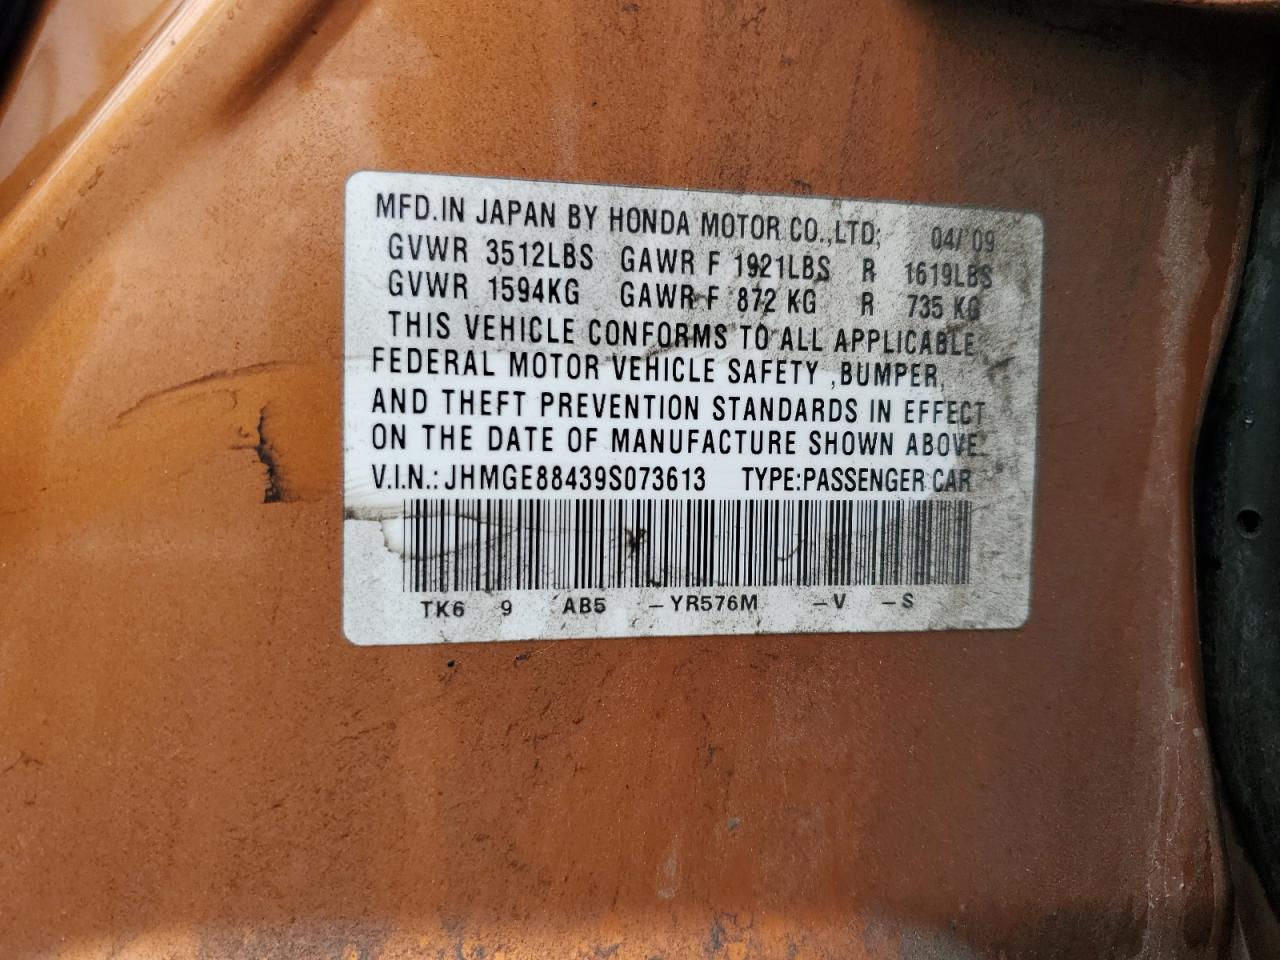 MFD.IN JAPAN BY HONDA MOTOR CO.,LTD; 04/'09
GVWR 3512LBS GAWR F 1921LBS R 1619LBS
GVWR 1594KG GAWR F 872 KG R 735 KG
THIS VEHICLE CONFORMS TO ALL APPLICABLE
FEDERAL MOTOR VEHICLE SAFETY ,BUMPER,
AND THEFT PREVENTION STANDARDS IN EFFECT
ON THE DATE OF MANUFACTURE SHOWN ABOVE.
V.I.N.: JHMGE88439S073613 TYPE:PASSENGER CAR
TK6 9 AB5 -YR576M -V -S